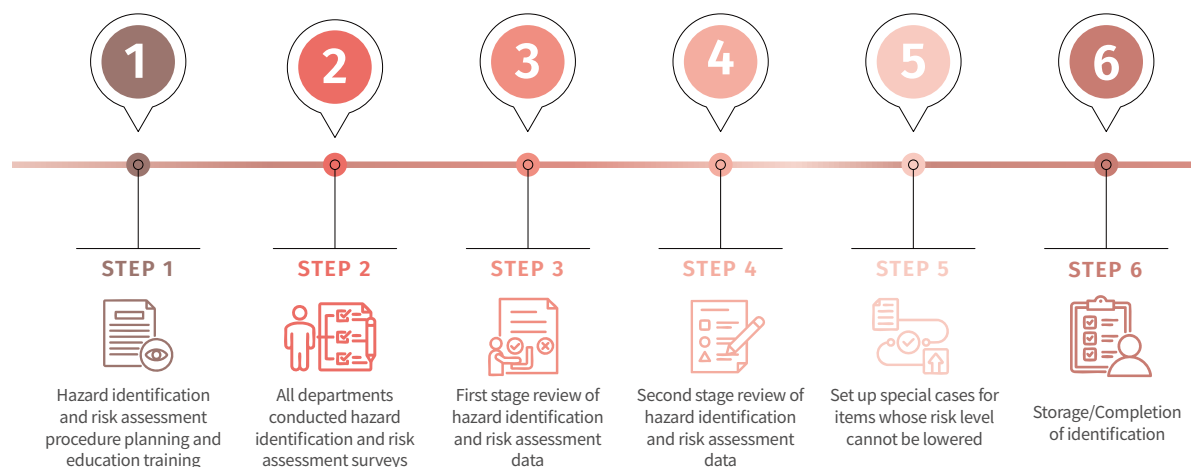 1
2
3
4
5
6
STEP 1
STEP 2
STEP 3
STEP 4
STEP 5
STEP 6
Hazard identification
and risk assessment
procedure planning and
education training
All departments
conducted hazard
identification and risk
assessment surveys
First stage review of
hazard identification
and risk assessment
data
Second stage review of
hazard identification
and risk assessment
data
Set up special cases for
items whose risk level
cannot be lowered
Storage/Completion
of identification